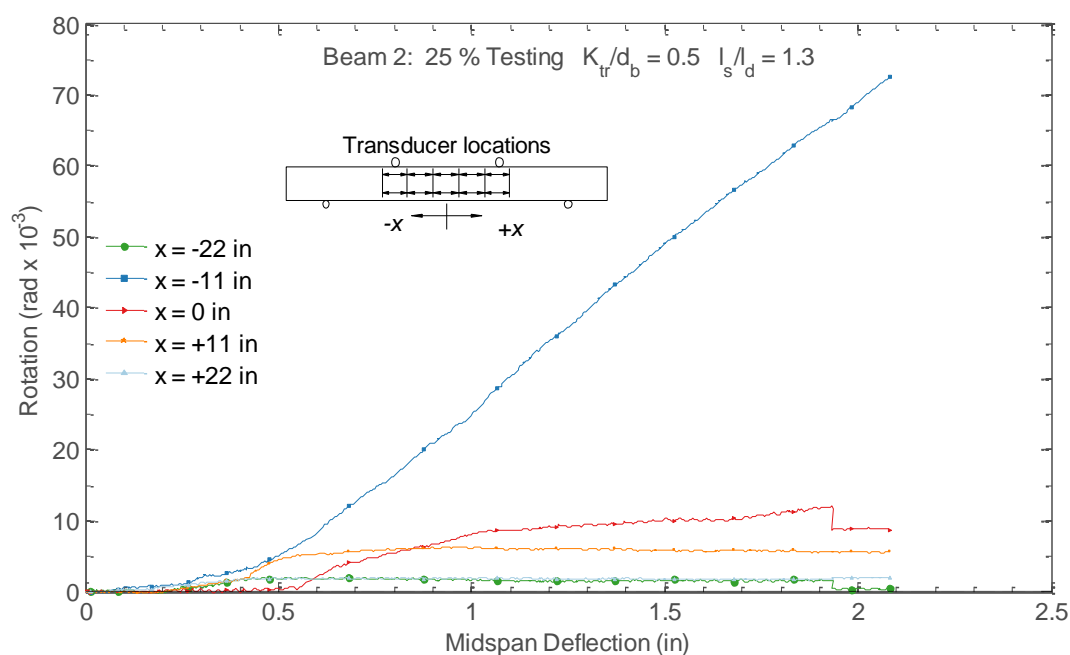 Beam 2: 25 % Testing K_tr/d_b = 0.5 l_s/l_d = 1.3
Transducer locations
-x
+x
x = -22 in
x = -11 in
x = 0 in
x = +11 in
x = +22 in
Rotation (rad x 10^-3)
80
70
60
50
40
30
20
10
0
0
0.5
1
1.5
2
2.5
Midspan Deflection (in)